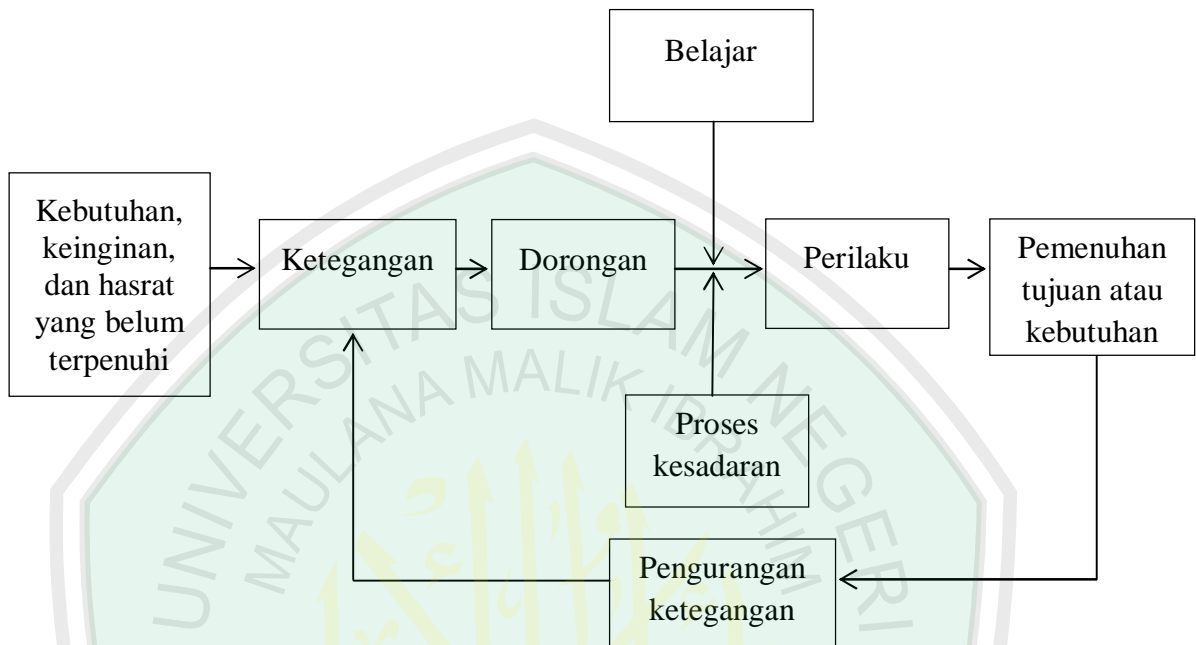 Belajar
Kebutuhan,
keinginan,
dan hasrat
yang belum
terpenuhi
Ketegangan
Dorongan
Perilaku
Pemenuhan
tujuan atau
kebutuhan
Proses
kesadaran
Pengurangan
ketegangan
UNIVERSITAS ISLAM NEGERI
MAULANA MALIK IBRAHIM